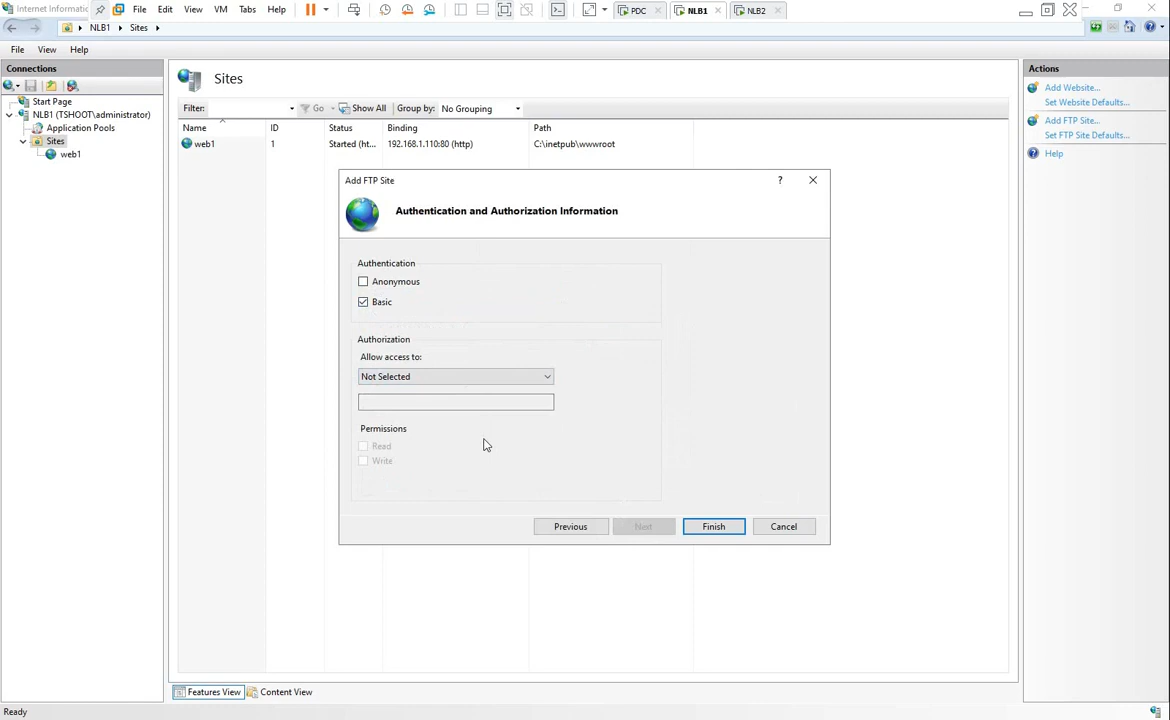 Internet Informatic
File Edit View VM Tabs Help
PDC NLB1 NLB2
NLB1 Sites
File View Help
Connections
Start Page
NLB1 (TSHOOT\administrator)
Application Pools
Sites
web1
Sites
Filter: Go Show All Group by: No Grouping
Name ID Status Binding Path
web1 1 Started (ht... 192.168.1.110:80 (http) C:\inetpub\wwwroot
Add FTP Site
?
Authentication and Authorization Information
Authentication
Anonymous
Basic
Authorization
Allow access to:
Not Selected
Permissions
Read
Write
Previous Next Finish Cancel
Actions
Add Website...
Set Website Defaults...
Add FTP Site...
Set FTP Site Defaults...
Help
Features View Content View
Ready